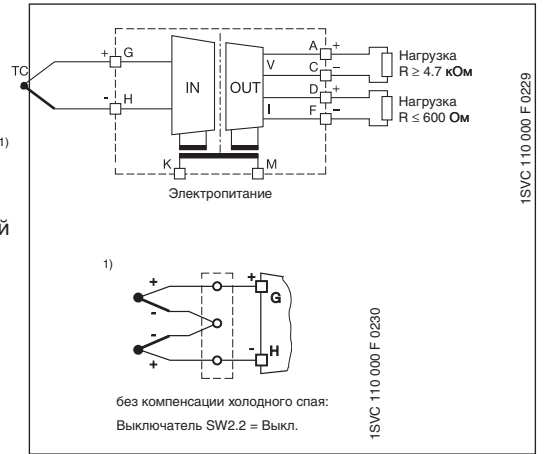 + G
TC
- H
1)
й
IN
OUT
V
I
A +
C –
D +
F –
Нагрузка
R ≥ 4.7 кОм
Нагрузка
R ≤ 600 Ом
K
M
Электропитание
1SVC 110 000 F 0229
1)
+
-
-
+
+
G
-
H
без компенсации холодного спая:
Выключатель SW2.2 = Выкл.
1SVC 110 000 F 0230